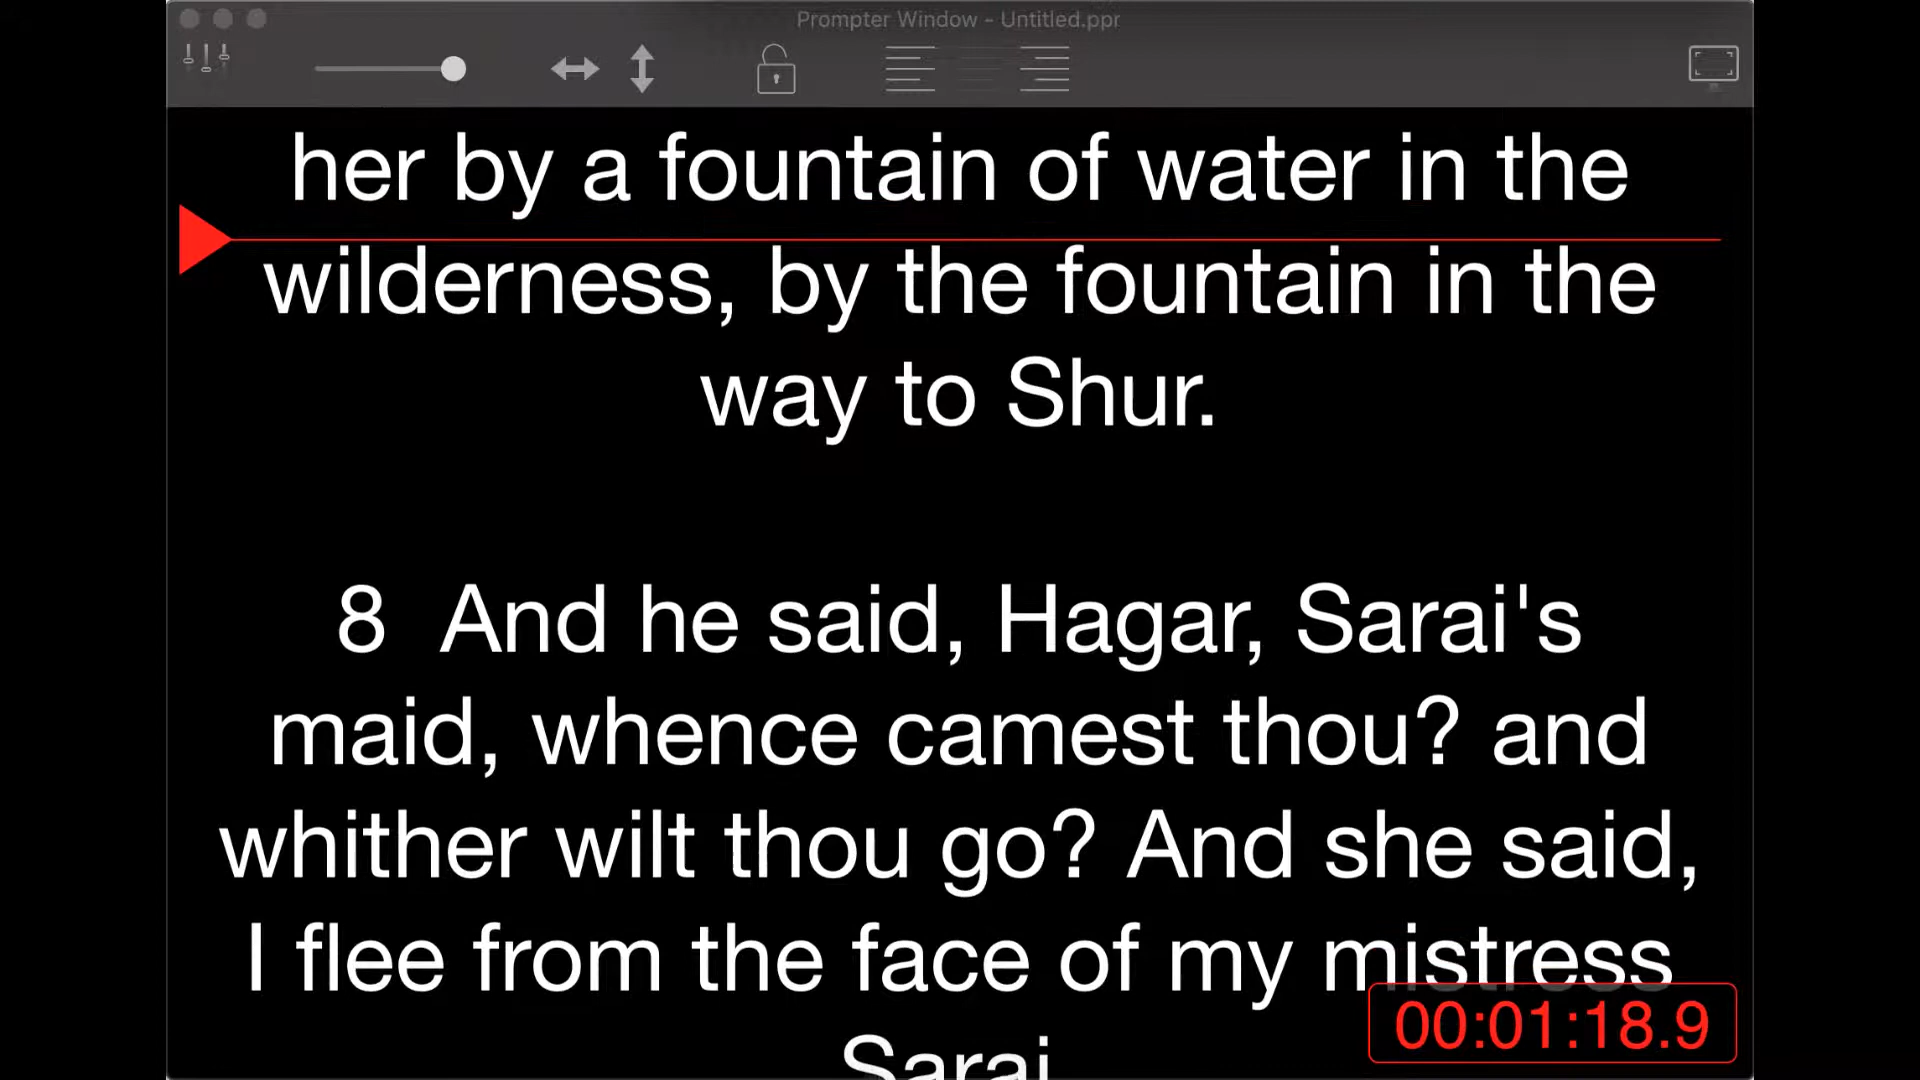 Prompter Window - Untitled.ppr
her by a fountain of water in the
wilderness, by the fountain in the
way to Shur.
8  And he said, Hagar, Sarai's
maid, whence camest thou? and
whither wilt thou go? And she said,
I flee from the face of my mistress
Sarai
00:01:18.9